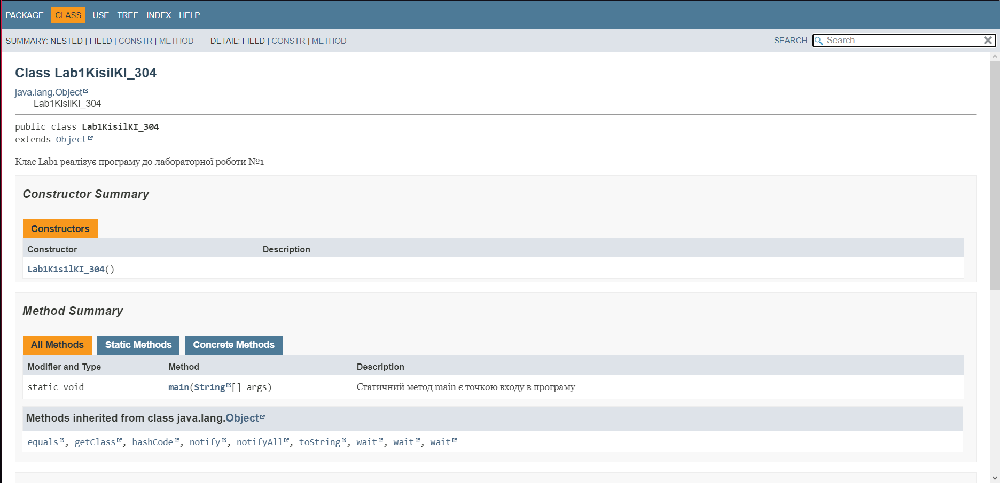 PACKAGE CLASS USE TREE INDEX HELP
SUMMARY: NESTED | FIELD | CONSTR | METHOD DETAIL: FIELD | CONSTR | METHOD SEARCH Search
Class Lab1KisilKI_304
java.lang.Object
Lab1KisilKI_304
public class Lab1KisilKI_304
extends Object
Клас Lab1 реалізує програму до лабораторної роботи №1
Constructor Summary
Constructors
Constructor Description
Lab1KisilKI_304()
Method Summary
All Methods Static Methods Concrete Methods
Modifier and Type Method Description
static void main(String[] args) Статичний метод main є точкою входу в програму
Methods inherited from class java.lang.Object
equals, getClass, hashCode, notify, notifyAll, toString, wait, wait, wait